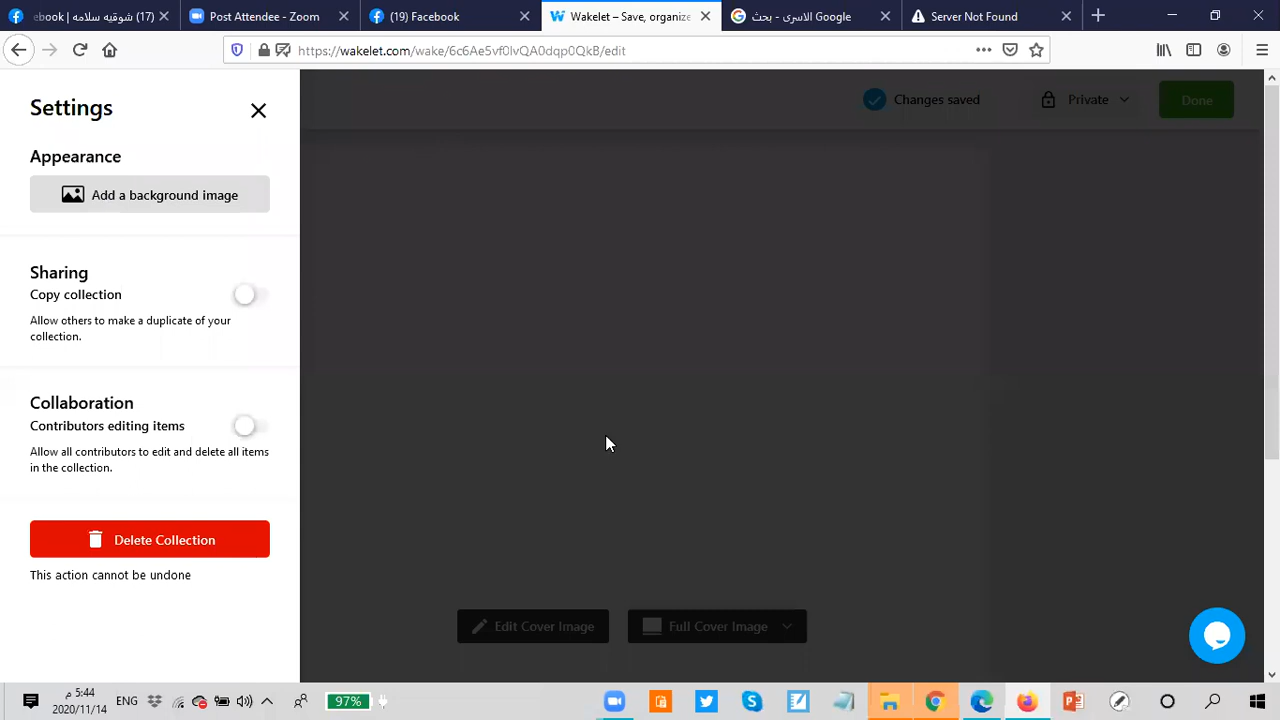 ebook | شوقيه سلامه (17)
Post Attendee - Zoom
(19) Facebook
Wakelet – Save, organize
الاسرى - بحث Google
Server Not Found
https://wakelet.com/wake/6c6Ae5vf0IvQA0dqp0QkB/edit
Settings
Changes saved
Private
Done
Appearance
Add a background image
Sharing
Copy collection
Allow others to make a duplicate of your
collection.
Collaboration
Contributors editing items
Allow all contributors to edit and delete all items
in the collection.
Delete Collection
This action cannot be undone
Edit Cover Image
Full Cover Image
5:44 م
2020/11/14
ENG
97%